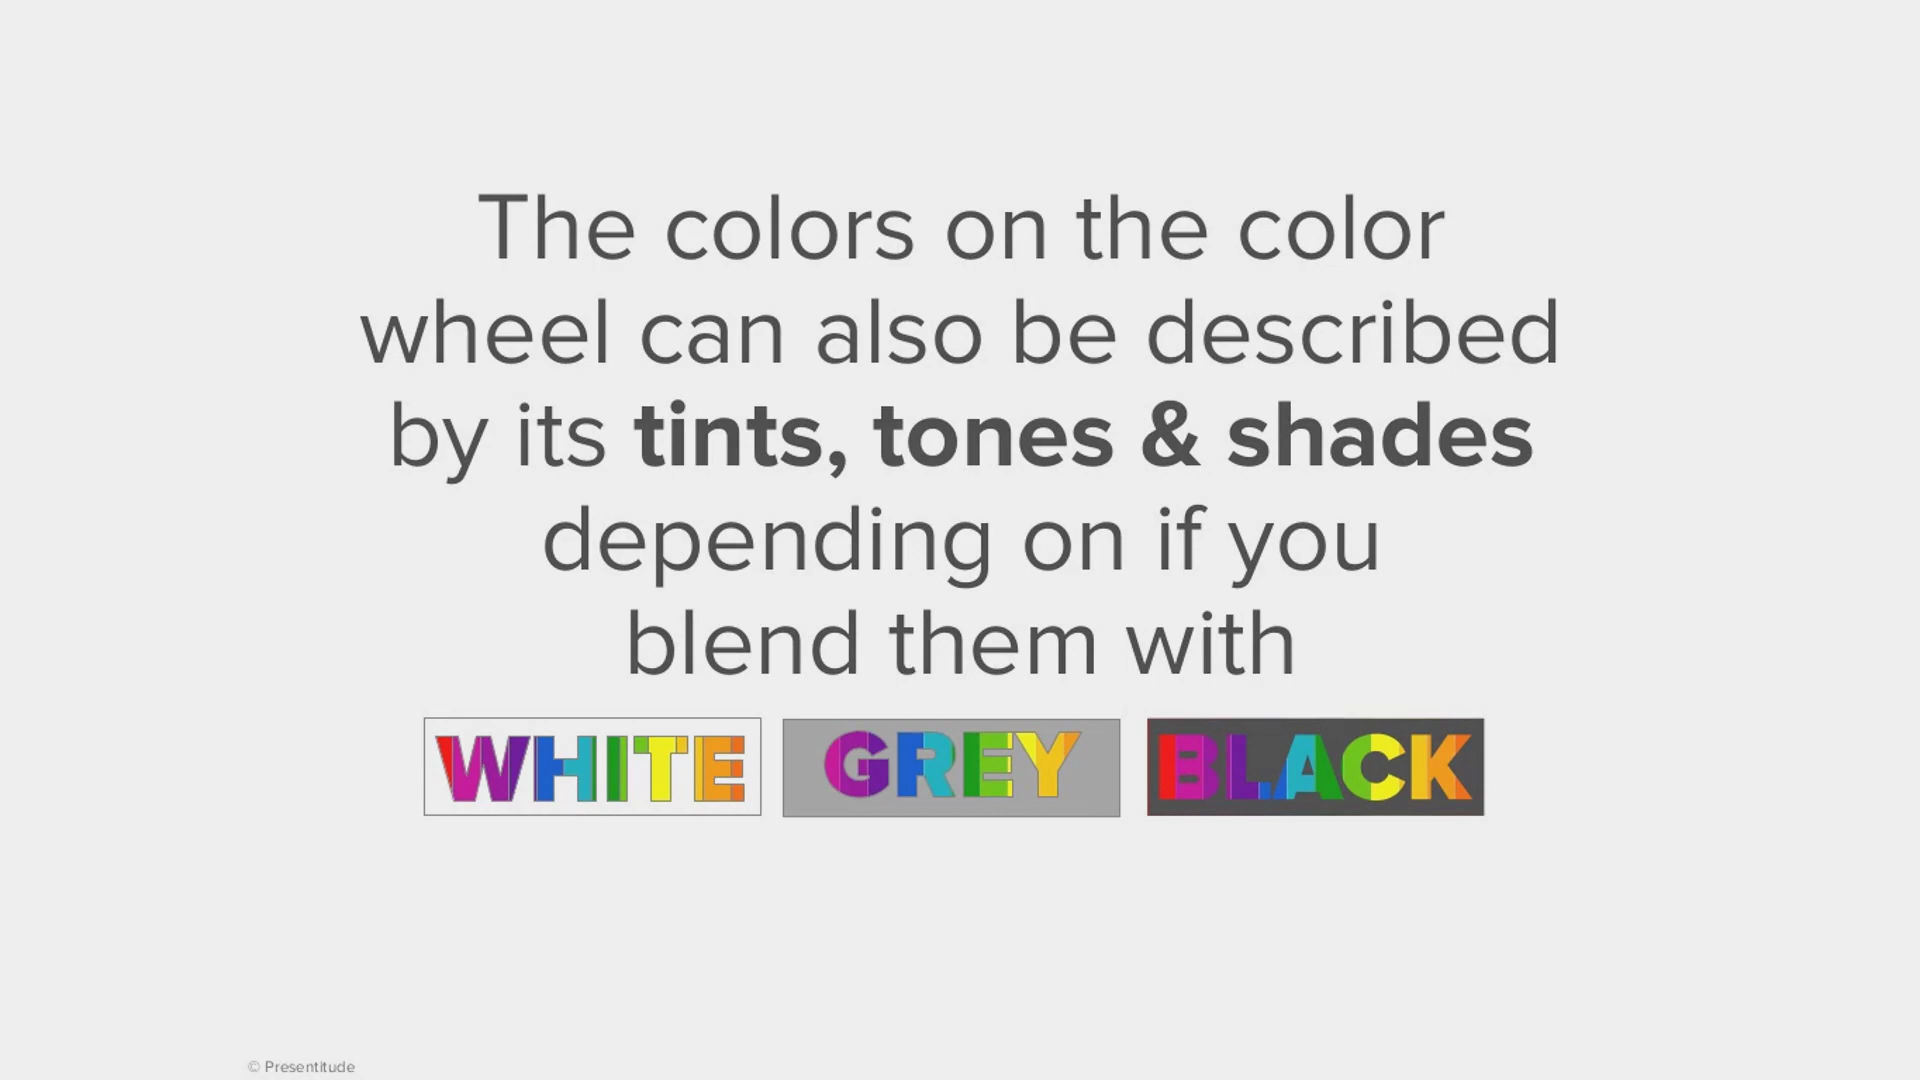 The colors on the color
wheel can also be described
by its tints, tones & shades
depending on if you
blend them with
WHITE GREY BLACK
© Presentitude